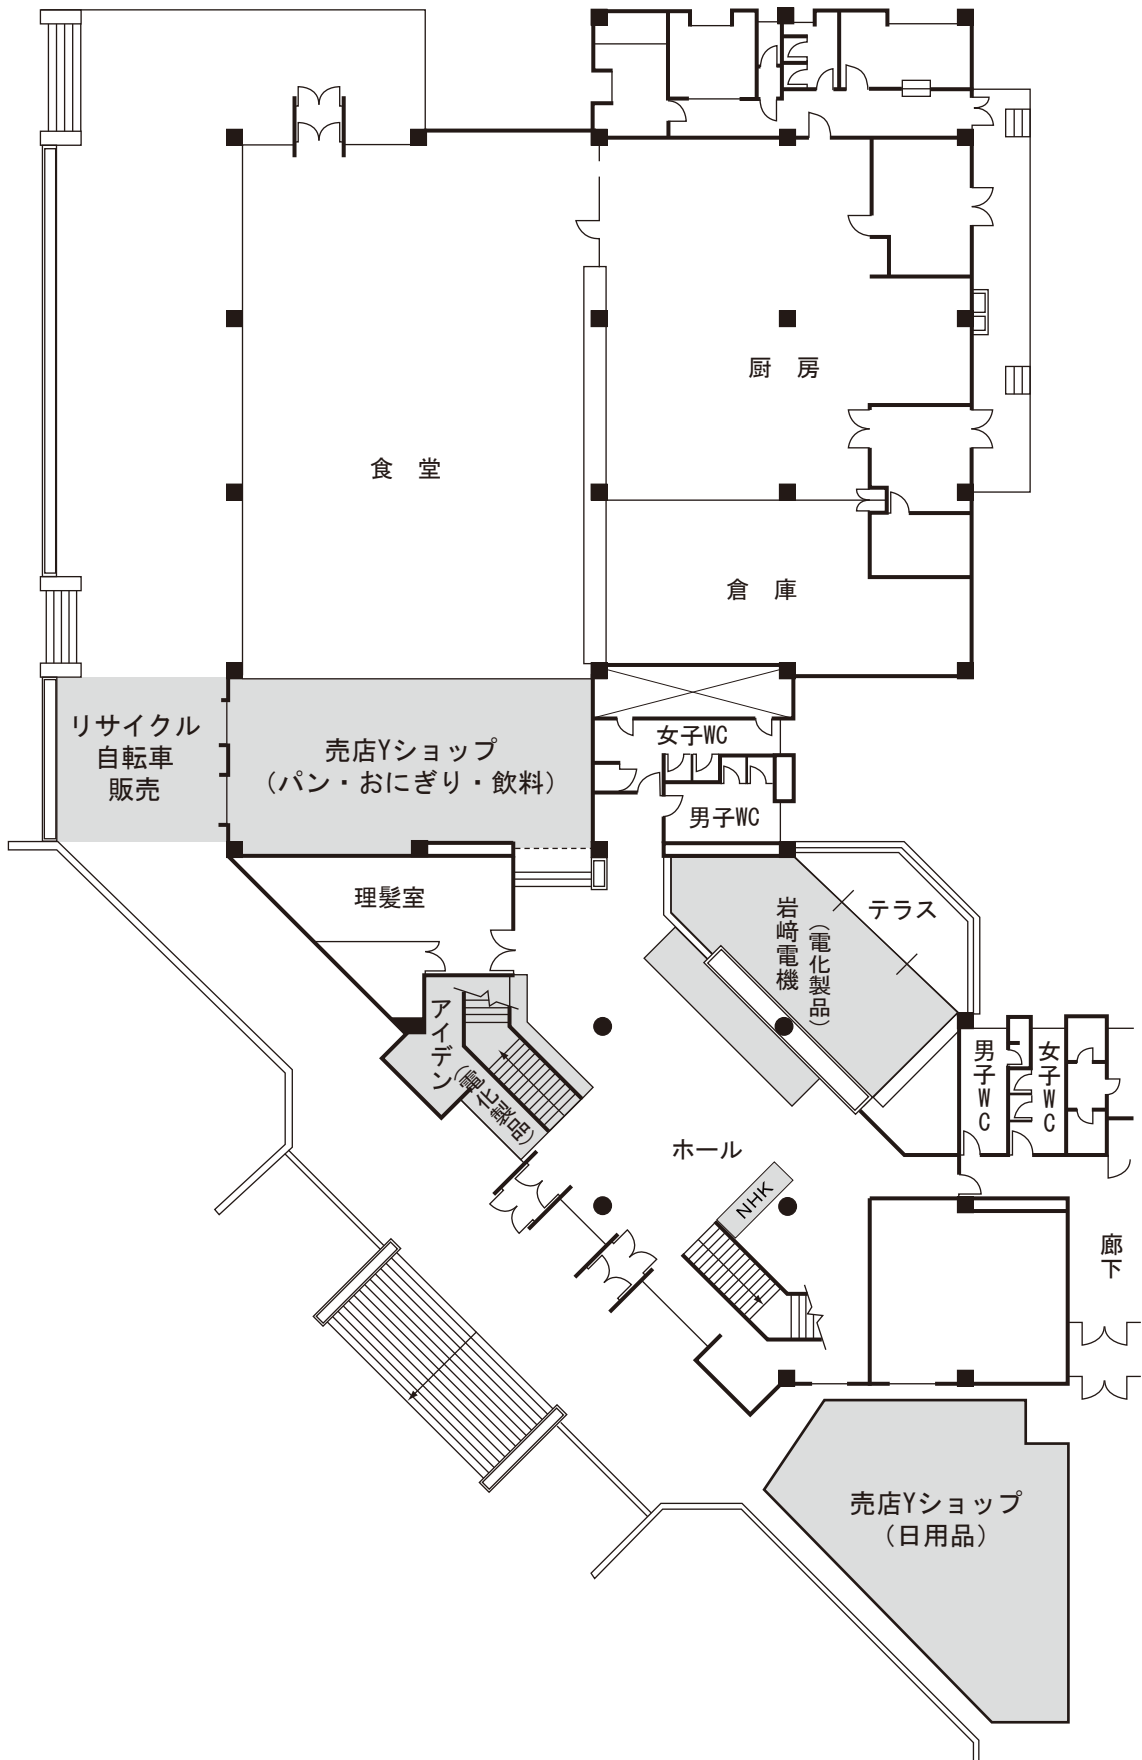 厨　房
食　堂
倉　庫
リサイクル
自転車
販売
売店Yショップ
（パン・おにぎり・飲料）
女子WC
男子WC
理髪室
テラス
岩﨑電機
（電化製品）
アイデン
（電化製品）
男子WC
女子WC
ホール
NHK
廊下
売店Yショップ
（日用品）